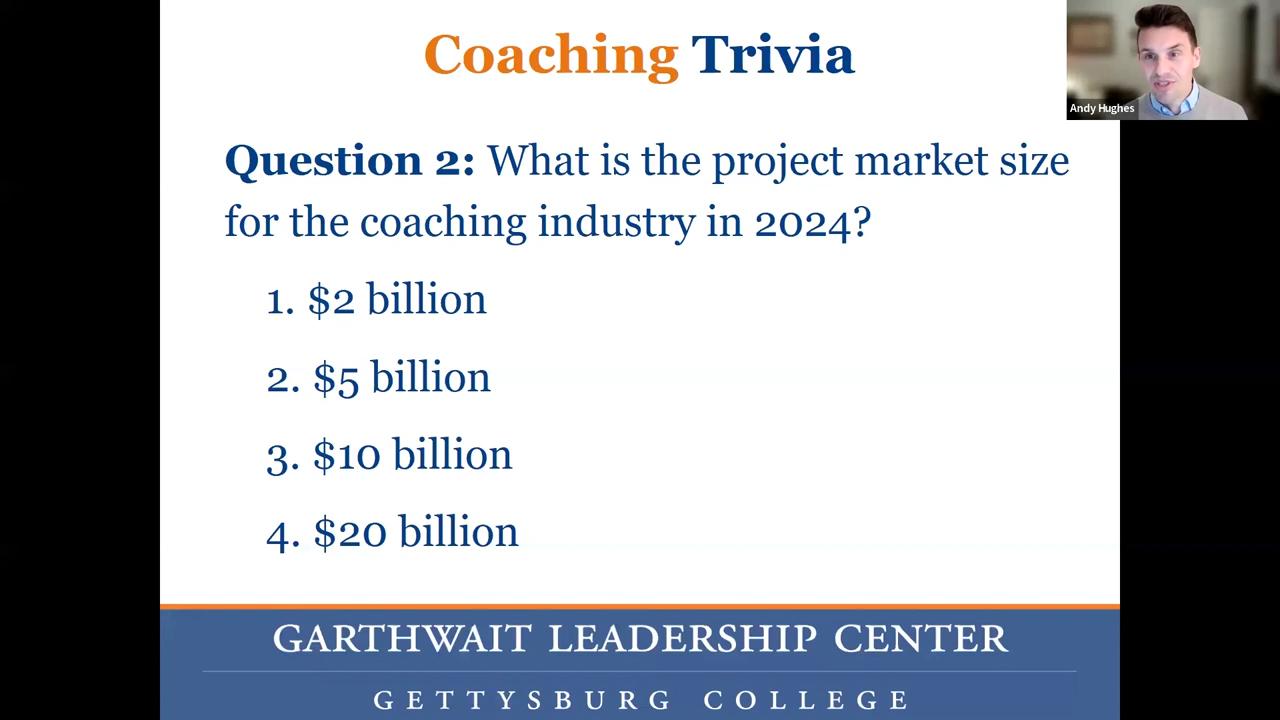 Coaching Trivia
Andy Hughes
Question 2: What is the project market size
for the coaching industry in 2024?
1. $2 billion
2. $5 billion
3. $10 billion
4. $20 billion
GARTHWAIT LEADERSHIP CENTER
GETTYSBURG COLLEGE